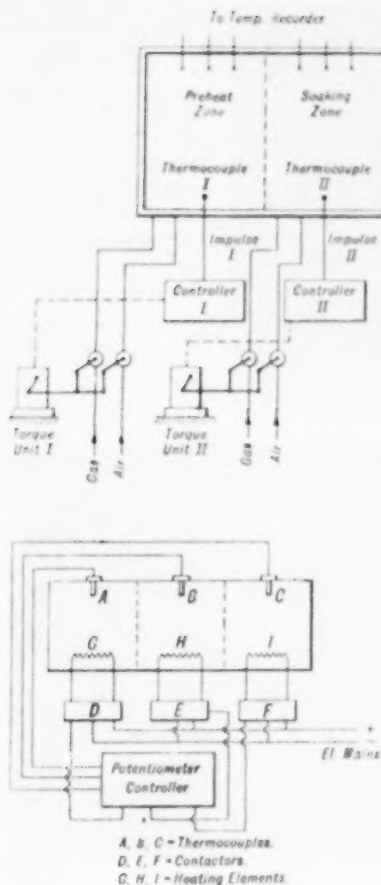 To Temp. Recorder
Preheat Zone
Soaking Zone
Thermocouple I
Thermocouple II
Impulse I
Impulse II
Controller I
Controller II
Torque Unit I
Gas
Air
Torque Unit II
Gas
Air
A
B
C
G
H
I
D
E
F
+
-
El Mains
Potentiometer
Controller
A, B, C - Thermocouples.
D, E, F - Contactors.
G, H, I - Heating Elements.